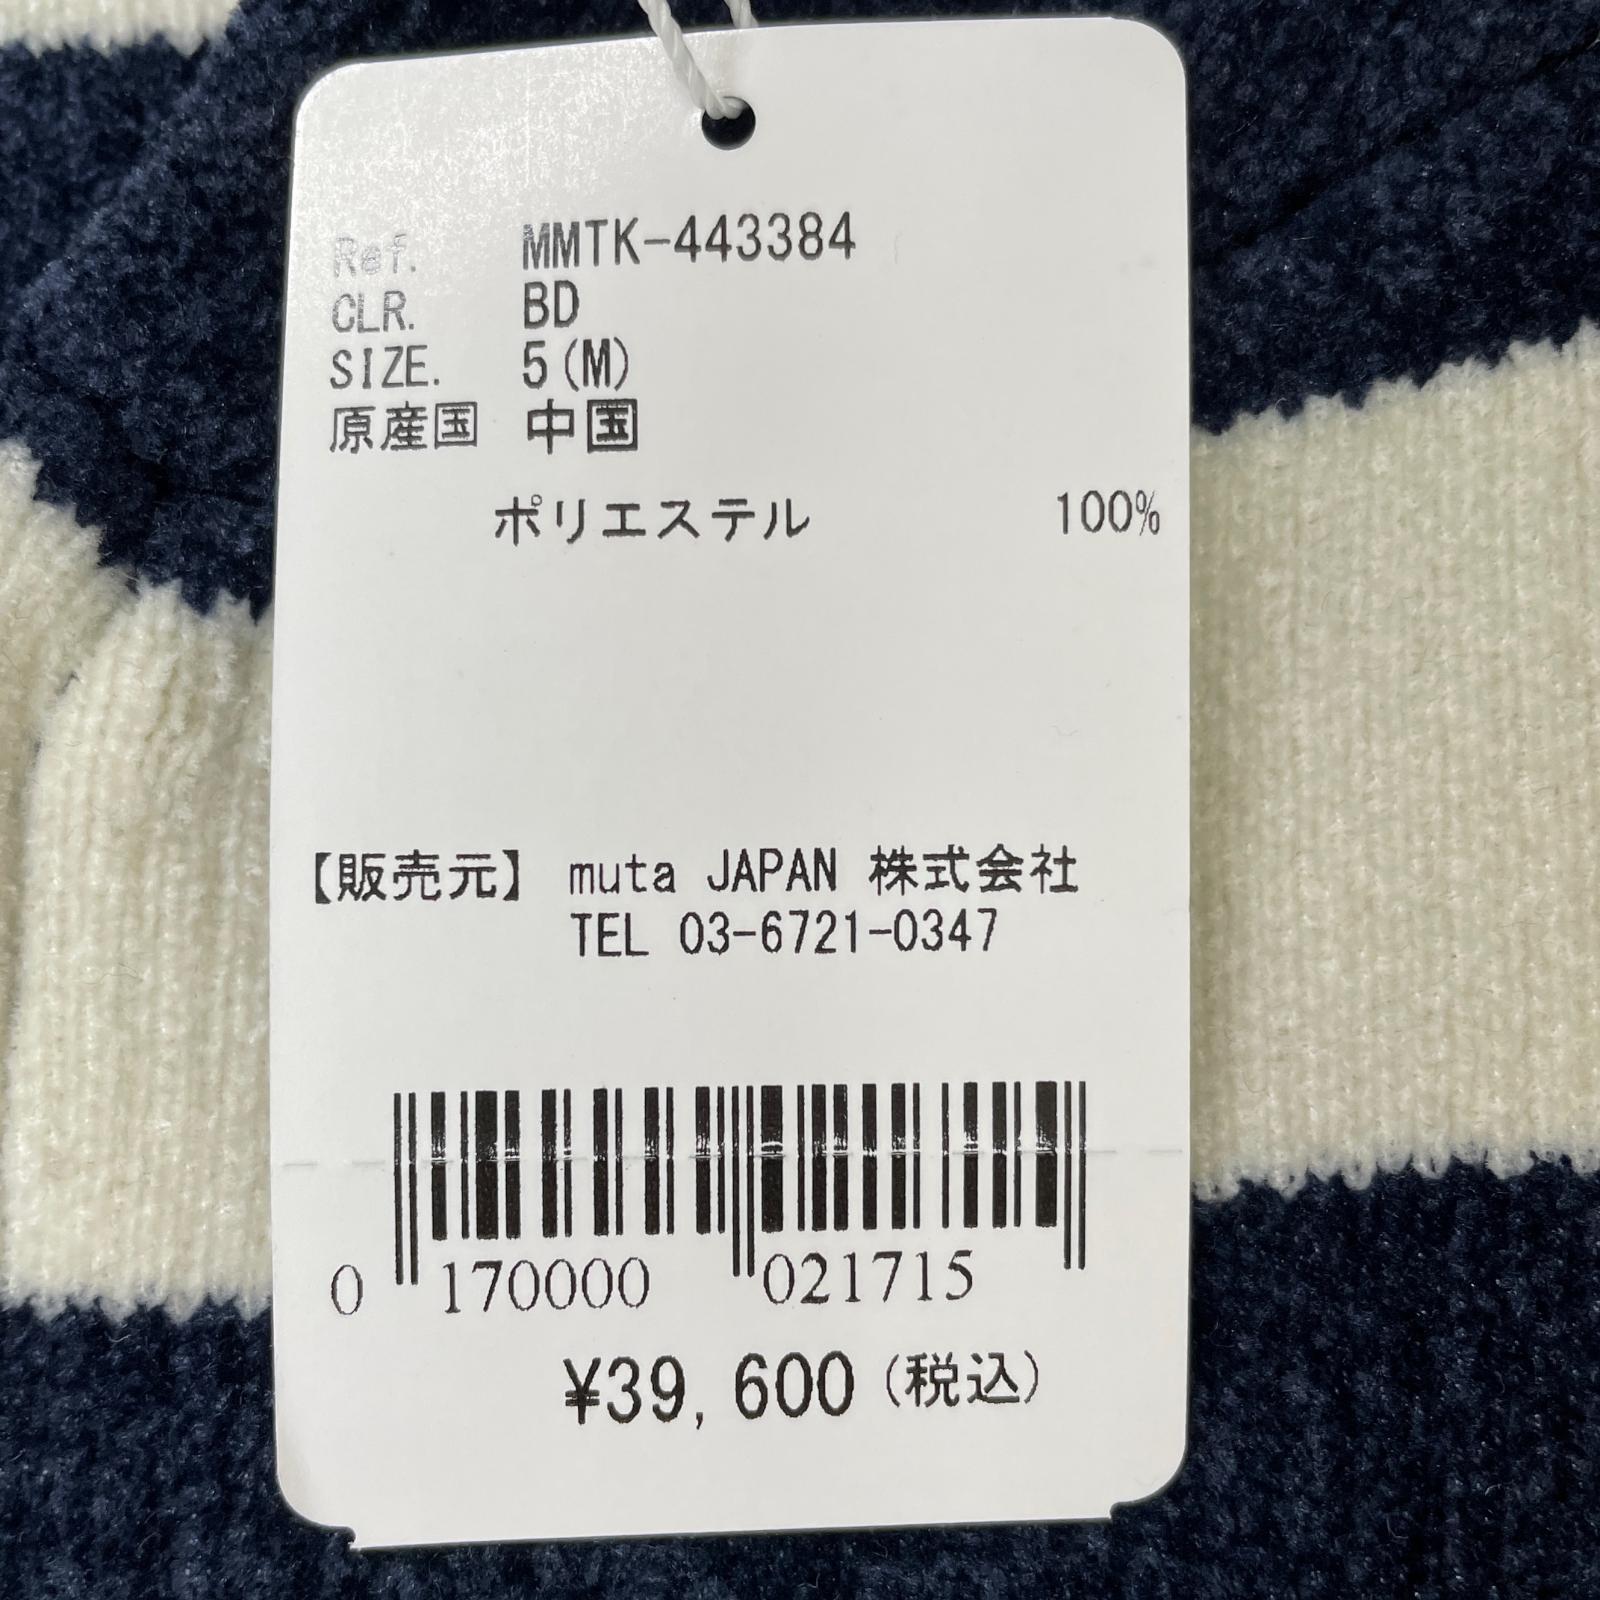 Ref. MMTK-443384
CLR. BD
SIZE. 5(M)
原産国 中国
ポリエステル 100%
【販売元】 muta JAPAN 株式会社
TEL 03-6721-0347
0 170000 021715
¥39,600(税込)